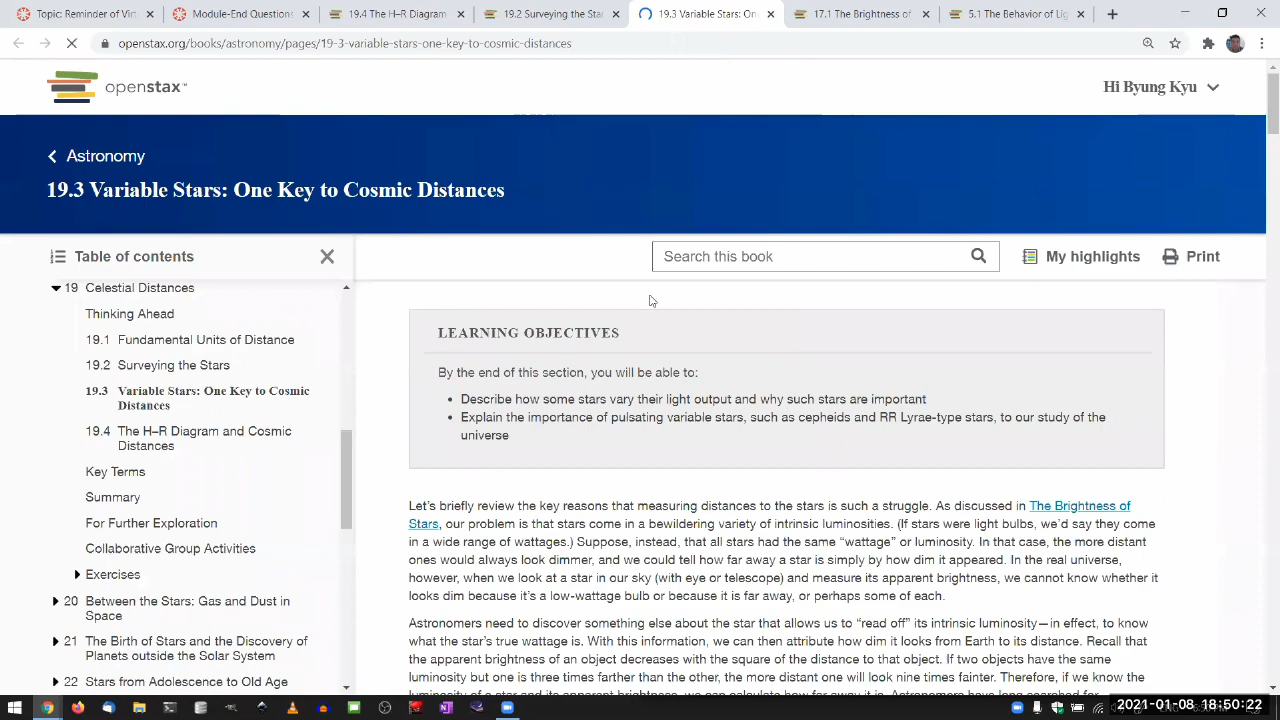 Reminder of Virt
Module-End Questions
19.4 The H–R Diagram
19.2 Surveying the Sta
19.3 Variable Stars: On
17.1 The Brightness of
5.1 The Behavior of Lig
openstax.org/books/astronomy/pages/19-3-variable-stars-one-key-to-cosmic-distances
openstax™
Hi Byung Kyu
Astronomy
19.3 Variable Stars: One Key to Cosmic Distances
Table of contents
Search this book
My highlights
Print
19 Celestial Distances
Thinking Ahead
19.1 Fundamental Units of Distance
19.2 Surveying the Stars
19.3 Variable Stars: One Key to Cosmic
Distances
19.4 The H–R Diagram and Cosmic
Distances
Key Terms
Summary
For Further Exploration
Collaborative Group Activities
Exercises
20 Between the Stars: Gas and Dust in
Space
21 The Birth of Stars and the Discovery of
Planets outside the Solar System
22 Stars from Adolescence to Old Age
LEARNING OBJECTIVES
By the end of this section, you will be able to:
• Describe how some stars vary their light output and why such stars are important
• Explain the importance of pulsating variable stars, such as cepheids and RR Lyrae-type stars, to our study of the
universe
Let’s briefly review the key reasons that measuring distances to the stars is such a struggle. As discussed in The Brightness of
Stars, our problem is that stars come in a bewildering variety of intrinsic luminosities. (If stars were light bulbs, we’d say they come
in a wide range of wattages.) Suppose, instead, that all stars had the same “wattage” or luminosity. In that case, the more distant
ones would always look dimmer, and we could tell how far away a star is simply by how dim it appeared. In the real universe,
however, when we look at a star in our sky (with eye or telescope) and measure its apparent brightness, we cannot know whether it
looks dim because it’s a low-wattage bulb or because it is far away, or perhaps some of each.
Astronomers need to discover something else about the star that allows us to “read off” its intrinsic luminosity—in effect, to know
what the star’s true wattage is. With this information, we can then attribute how dim it looks from Earth to its distance. Recall that
the apparent brightness of an object decreases with the square of the distance to that object. If two objects have the same
luminosity but one is three times farther than the other, the more distant one will look nine times fainter. Therefore, if we know the
2021-01-08 18:50:22